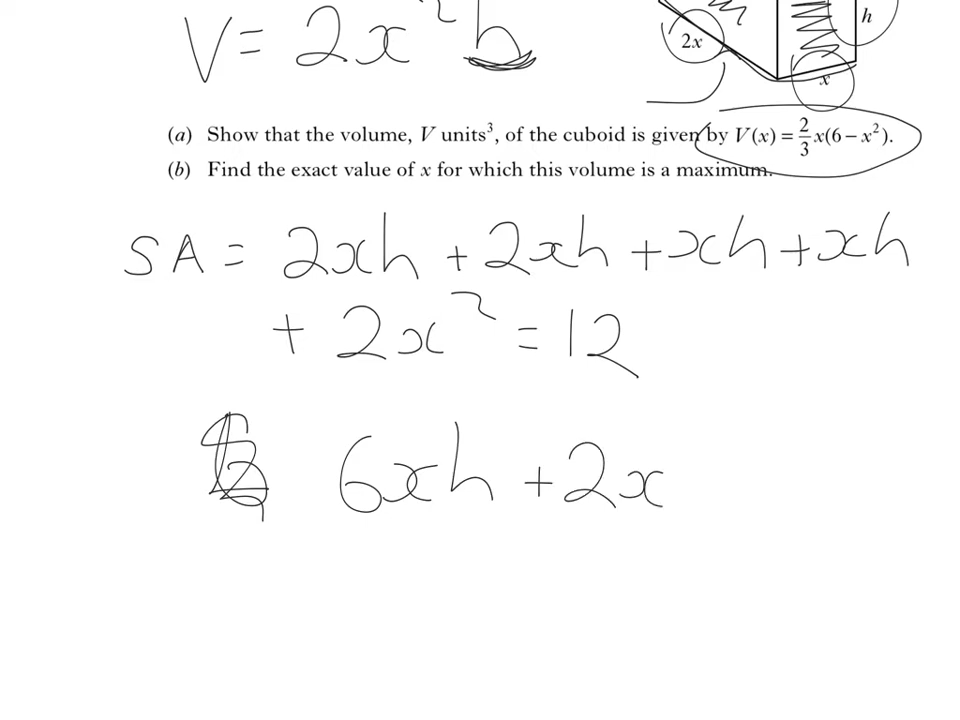 V = 2x²h
h
2x
x
(a) Show that the volume, V units³, of the cuboid is given by V(x) = 2/3 x(6 − x²).
(b) Find the exact value of x for which this volume is a maximum.
SA = 2xh + 2xh + xh + xh
+ 2x² = 12
6xh + 2x